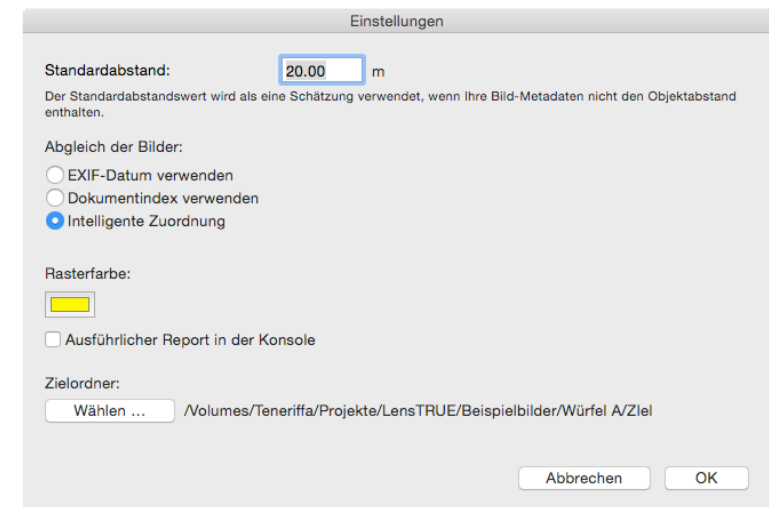 Einstellungen
Standardabstand: 20.00 m
Der Standardabstandswert wird als eine Schätzung verwendet, wenn Ihre Bild-Metadaten nicht den Objektabstand
enthalten.
Abgleich der Bilder:
EXIF-Datum verwenden
Dokumentindex verwenden
Intelligente Zuordnung
Rasterfarbe:
Ausführlicher Report in der Konsole
Zielordner:
Wählen ... /Volumes/Teneriffa/Projekte/LensTRUE/Beispielbilder/Würfel A/ZIel
Abbrechen OK